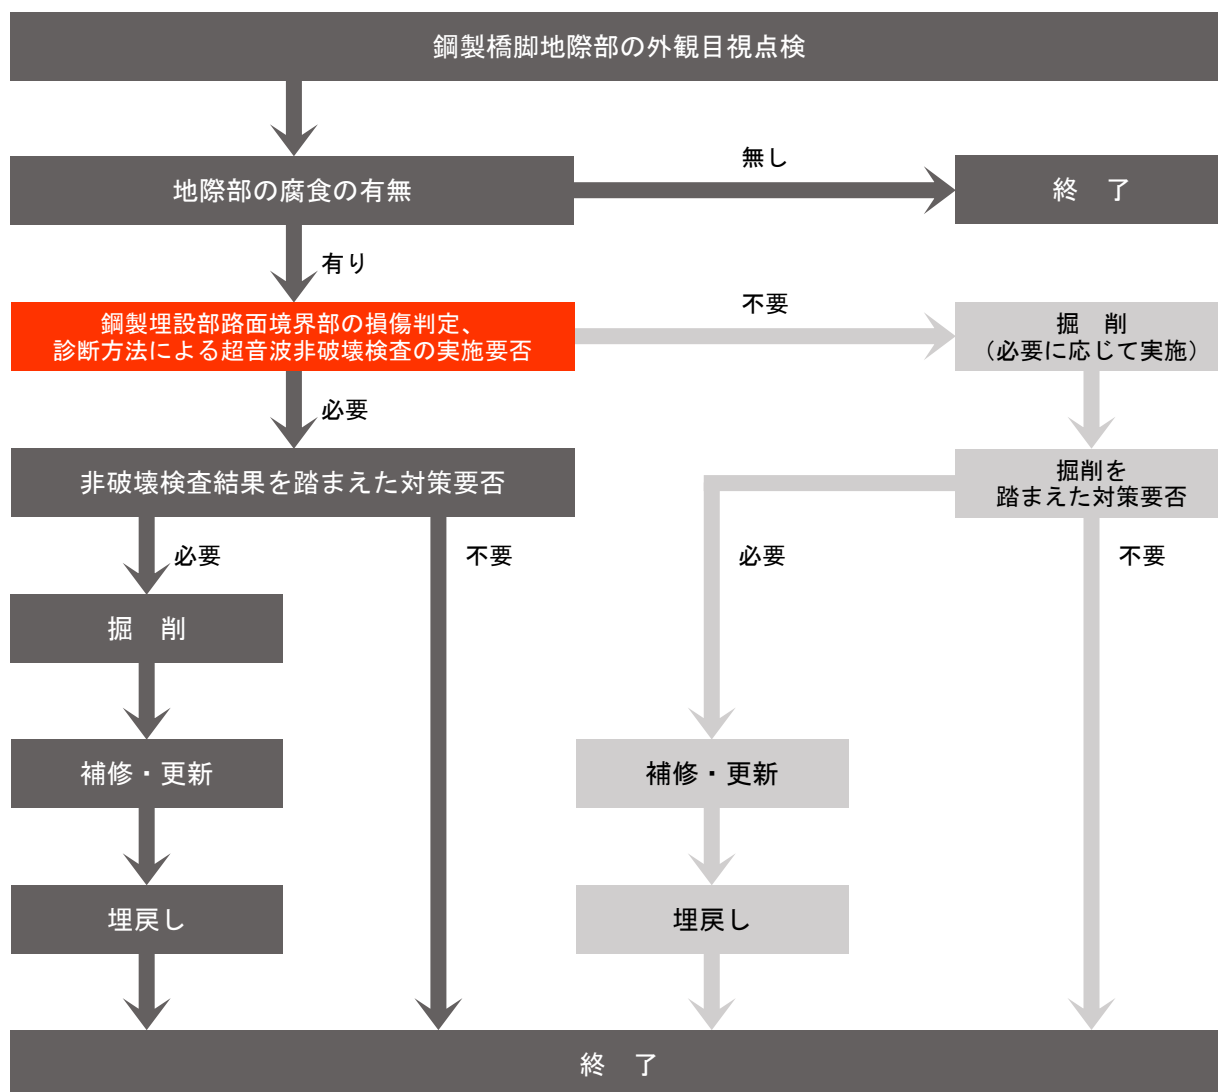 鋼製橋脚地際部の外観目視点検
無し
地際部の腐食の有無
終　了
有り
不要
鋼製埋設部路面境界部の損傷判定、
診断方法による超音波非破壊検査の実施要否
掘　削
（必要に応じて実施）
必要
非破壊検査結果を踏まえた対策要否
掘削を
踏まえた対策要否
必要
不要
必要
不要
掘　削
補修・更新
補修・更新
埋戻し
埋戻し
終　了